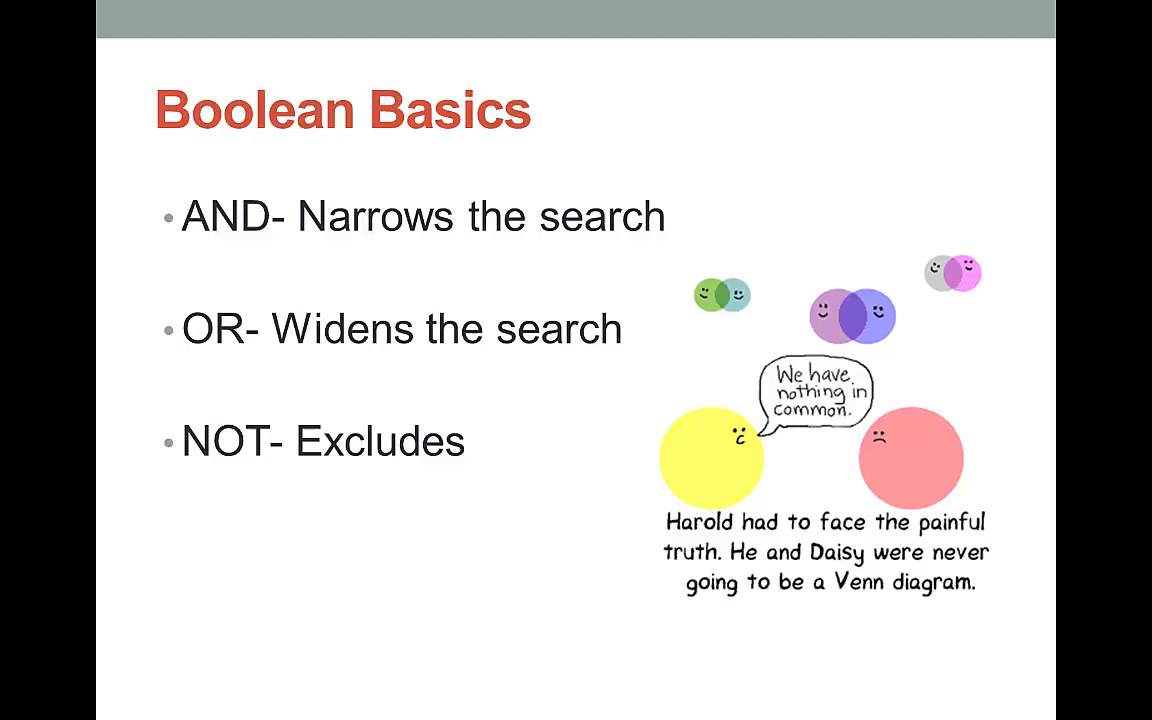 Boolean Basics
• AND- Narrows the search
• OR- Widens the search
• NOT- Excludes
We have
nothing in
common.
Harold had to face the painful
truth. He and Daisy were never
going to be a Venn diagram.